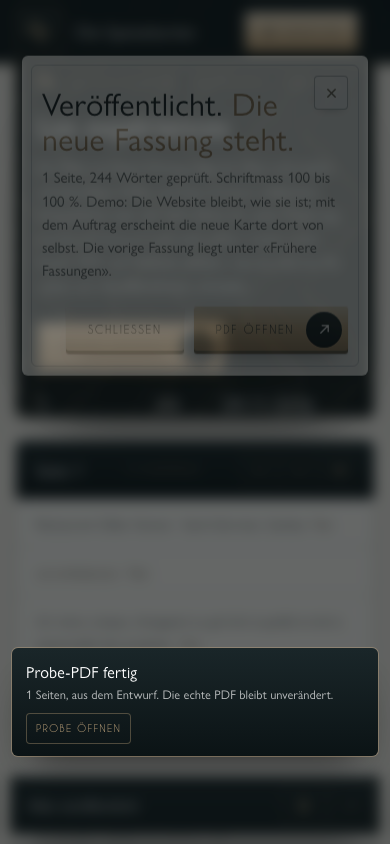 Veröffentlicht. Die
neue Fassung steht.
1 Seite, 244 Wörter geprüft. Schriftmass 100 bis
100 %. Demo: Die Website bleibt, wie sie ist; mit
dem Auftrag erscheint die neue Karte dort von
selbst. Die vorige Fassung liegt unter «Frühere
Fassungen».
SCHLIESSEN
PDF ÖFFNEN
Probe-PDF fertig
1 Seiten, aus dem Entwurf. Die echte PDF bleibt unverändert.
PROBE ÖFFNEN